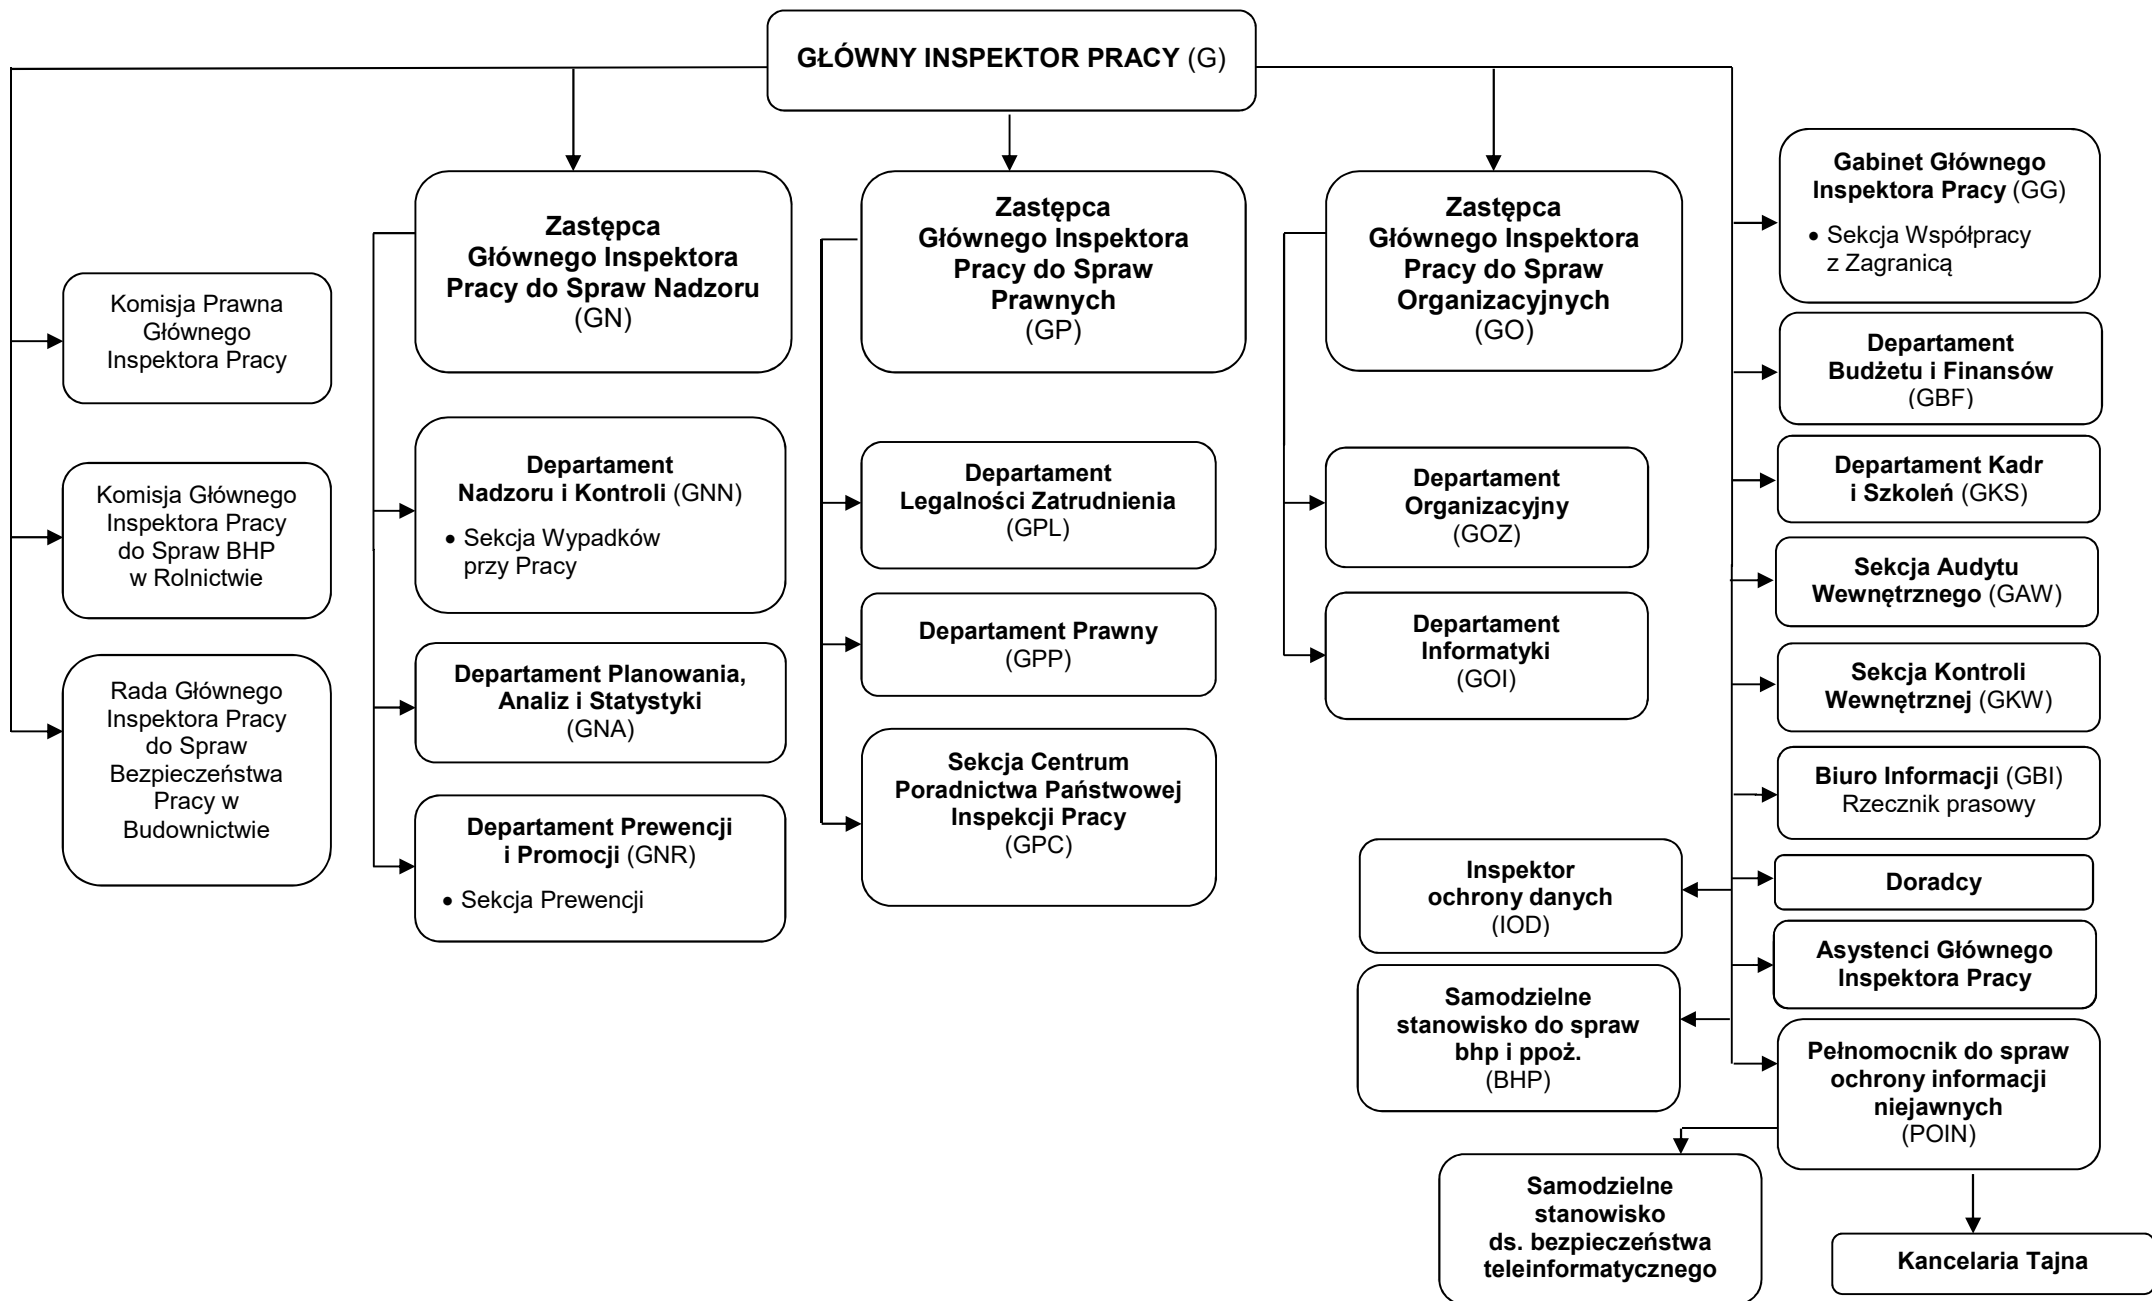 GŁÓWNY INSPEKTOR PRACY (G)
Komisja Prawna
Głównego
Inspektora Pracy
Komisja Głównego
Inspektora Pracy
do Spraw BHP
w Rolnictwie
Rada Głównego
Inspektora Pracy
do Spraw
Bezpieczeństwa
Pracy w
Budownictwie
Zastępca
Głównego Inspektora
Pracy do Spraw Nadzoru
(GN)
Departament
Nadzoru i Kontroli (GNN)
• Sekcja Wypadków
przy Pracy
Departament Planowania,
Analiz i Statystyki
(GNA)
Departament Prewencji
i Promocji (GNR)
• Sekcja Prewencji
Zastępca
Głównego Inspektora
Pracy do Spraw
Prawnych
(GP)
Departament
Legalności Zatrudnienia
(GPL)
Departament Prawny
(GPP)
Sekcja Centrum
Poradnictwa Państwowej
Inspekcji Pracy
(GPC)
Zastępca
Głównego Inspektora
Pracy do Spraw
Organizacyjnych
(GO)
Departament
Organizacyjny
(GOZ)
Departament
Informatyki
(GOI)
Gabinet Głównego
Inspektora Pracy (GG)
• Sekcja Współpracy
z Zagranicą
Departament
Budżetu i Finansów
(GBF)
Departament Kadr
i Szkoleń (GKS)
Sekcja Audytu
Wewnętrznego (GAW)
Sekcja Kontroli
Wewnętrznej (GKW)
Biuro Informacji (GBI)
Rzecznik prasowy
Inspektor
ochrony danych
(IOD)
Doradcy
Asystenci Głównego
Inspektora Pracy
Samodzielne
stanowisko do spraw
bhp i ppoż.
(BHP)
Pełnomocnik do spraw
ochrony informacji
niejawnych
(POIN)
Samodzielne
stanowisko
ds. bezpieczeństwa
teleinformatycznego
Kancelaria Tajna